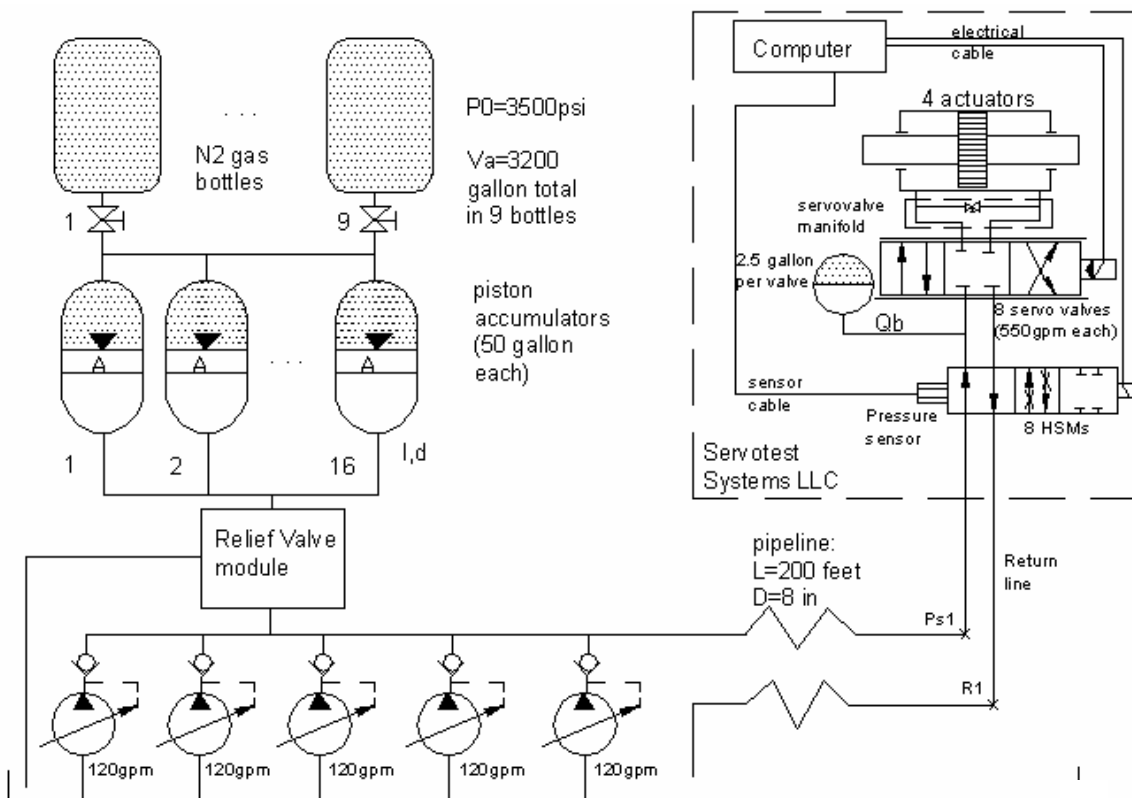 Computer
electrical
cable
4 actuators
P0=3500psi
. . .
N2 gas
bottles
Va=3200
gallon total
in 9 bottles
servovalve
manifold
1
9
2.5 gallon
per valve
8 servo valves
(550gpm each)
Qb
piston
accumulators
(50 gallon
each)
A
A
. . .
A
sensor
cable
Pressure
sensor
8 HSMs
1
2
16
l,d
Servotest
Systems LLC
Relief Valve
module
pipeline:
L=200 feet
D=8 in
Return
line
Ps1
R1
120gpm
120gpm
120gpm
120gpm
120gpm